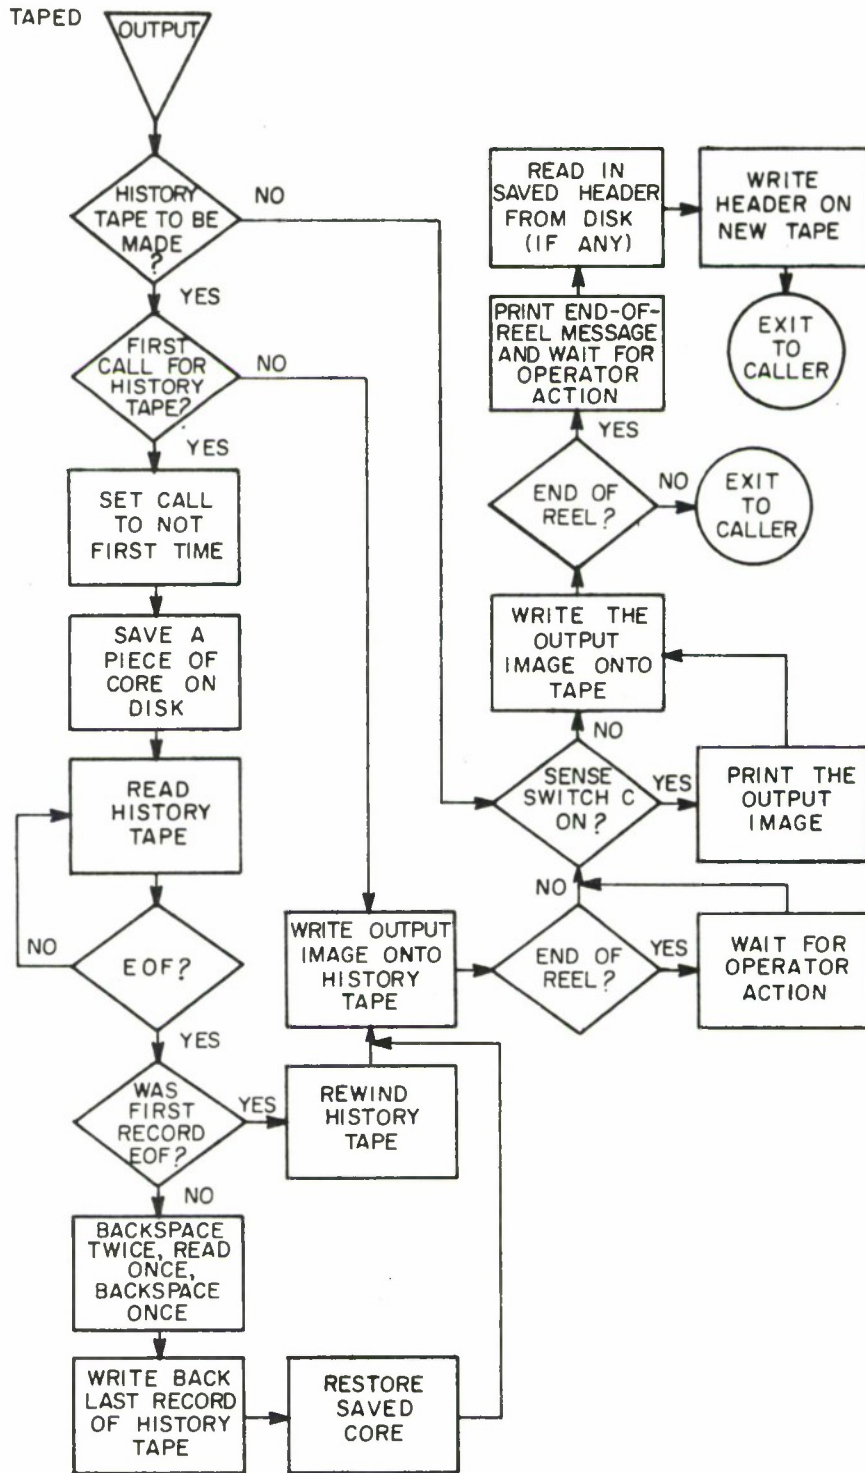 TAPED
OUTPUT
HISTORY
TAPE TO BE
MADE
?
NO
YES
FIRST
CALL FOR
HISTORY
TAPE?
NO
YES
SET CALL
TO NOT
FIRST TIME
SAVE A
PIECE OF
CORE ON
DISK
READ
HISTORY
TAPE
NO
EOF?
YES
WAS
FIRST
RECORD
EOF?
YES
NO
REWIND
HISTORY
TAPE
BACKSPACE
TWICE, READ
ONCE,
BACKSPACE
ONCE
WRITE BACK
LAST RECORD
OF HISTORY
TAPE
RESTORE
SAVED
CORE
WRITE OUTPUT
IMAGE ONTO
HISTORY
TAPE
END OF
REEL?
YES
NO
WAIT FOR
OPERATOR
ACTION
SENSE
SWITCH C
ON?
YES
NO
PRINT THE
OUTPUT
IMAGE
WRITE THE
OUTPUT
IMAGE ONTO
TAPE
END OF
REEL?
NO
YES
EXIT
TO
CALLER
PRINT END-OF-
REEL MESSAGE
AND WAIT FOR
OPERATOR
ACTION
READ IN
SAVED HEADER
FROM DISK
(IF ANY)
WRITE
HEADER ON
NEW TAPE
EXIT
TO
CALLER